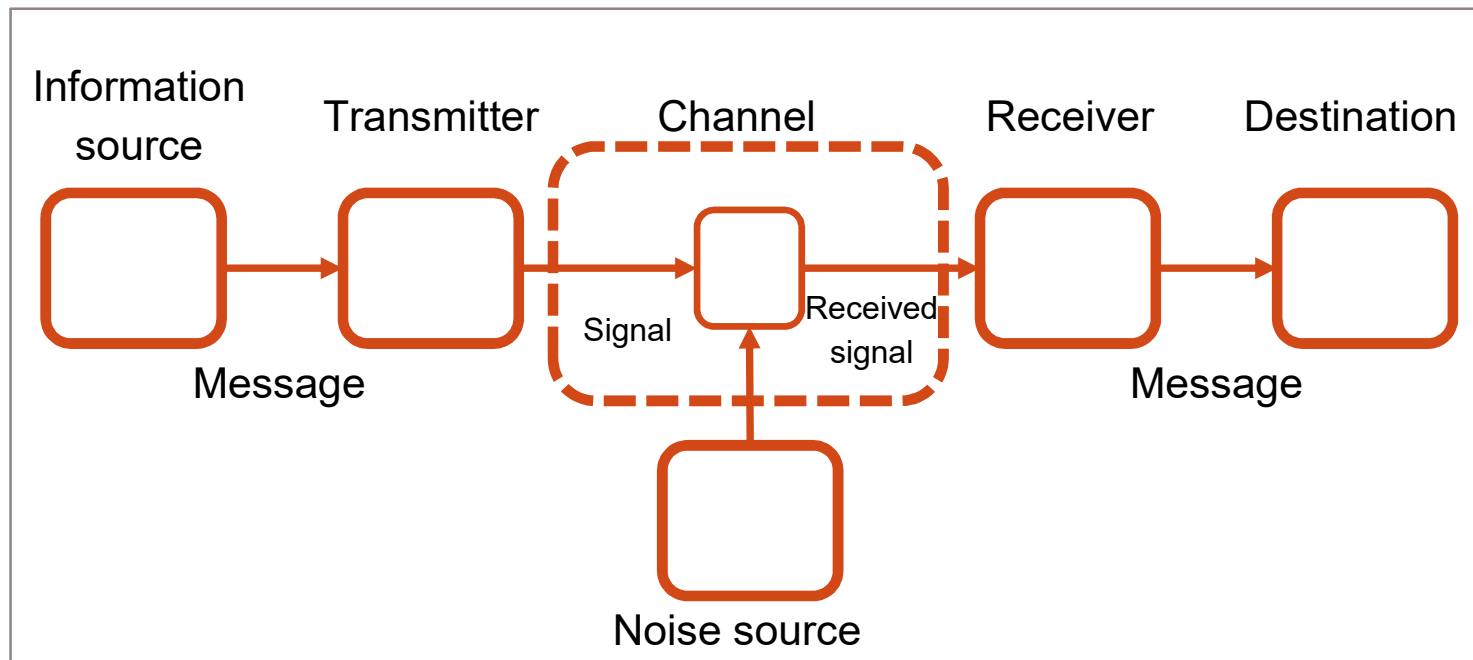 Information
source
Transmitter
Channel
Receiver
Destination
Signal
Received
signal
Message
Message
Noise source